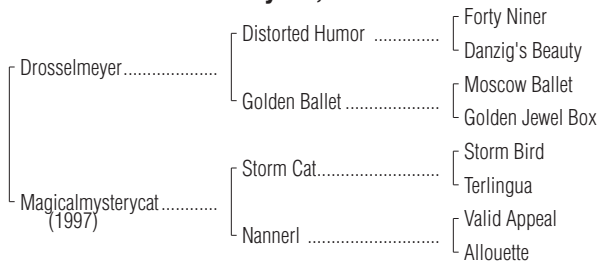 Forty Niner
Distorted Humor ..............
Danzig's Beauty
Drosselmeyer....................
Moscow Ballet
Golden Ballet ....................
Golden Jewel Box
Storm Bird
Storm Cat..........................
Terlingua
Magicalmysterycat............
(1997)
Valid Appeal
Nannerl ............................
Allouette